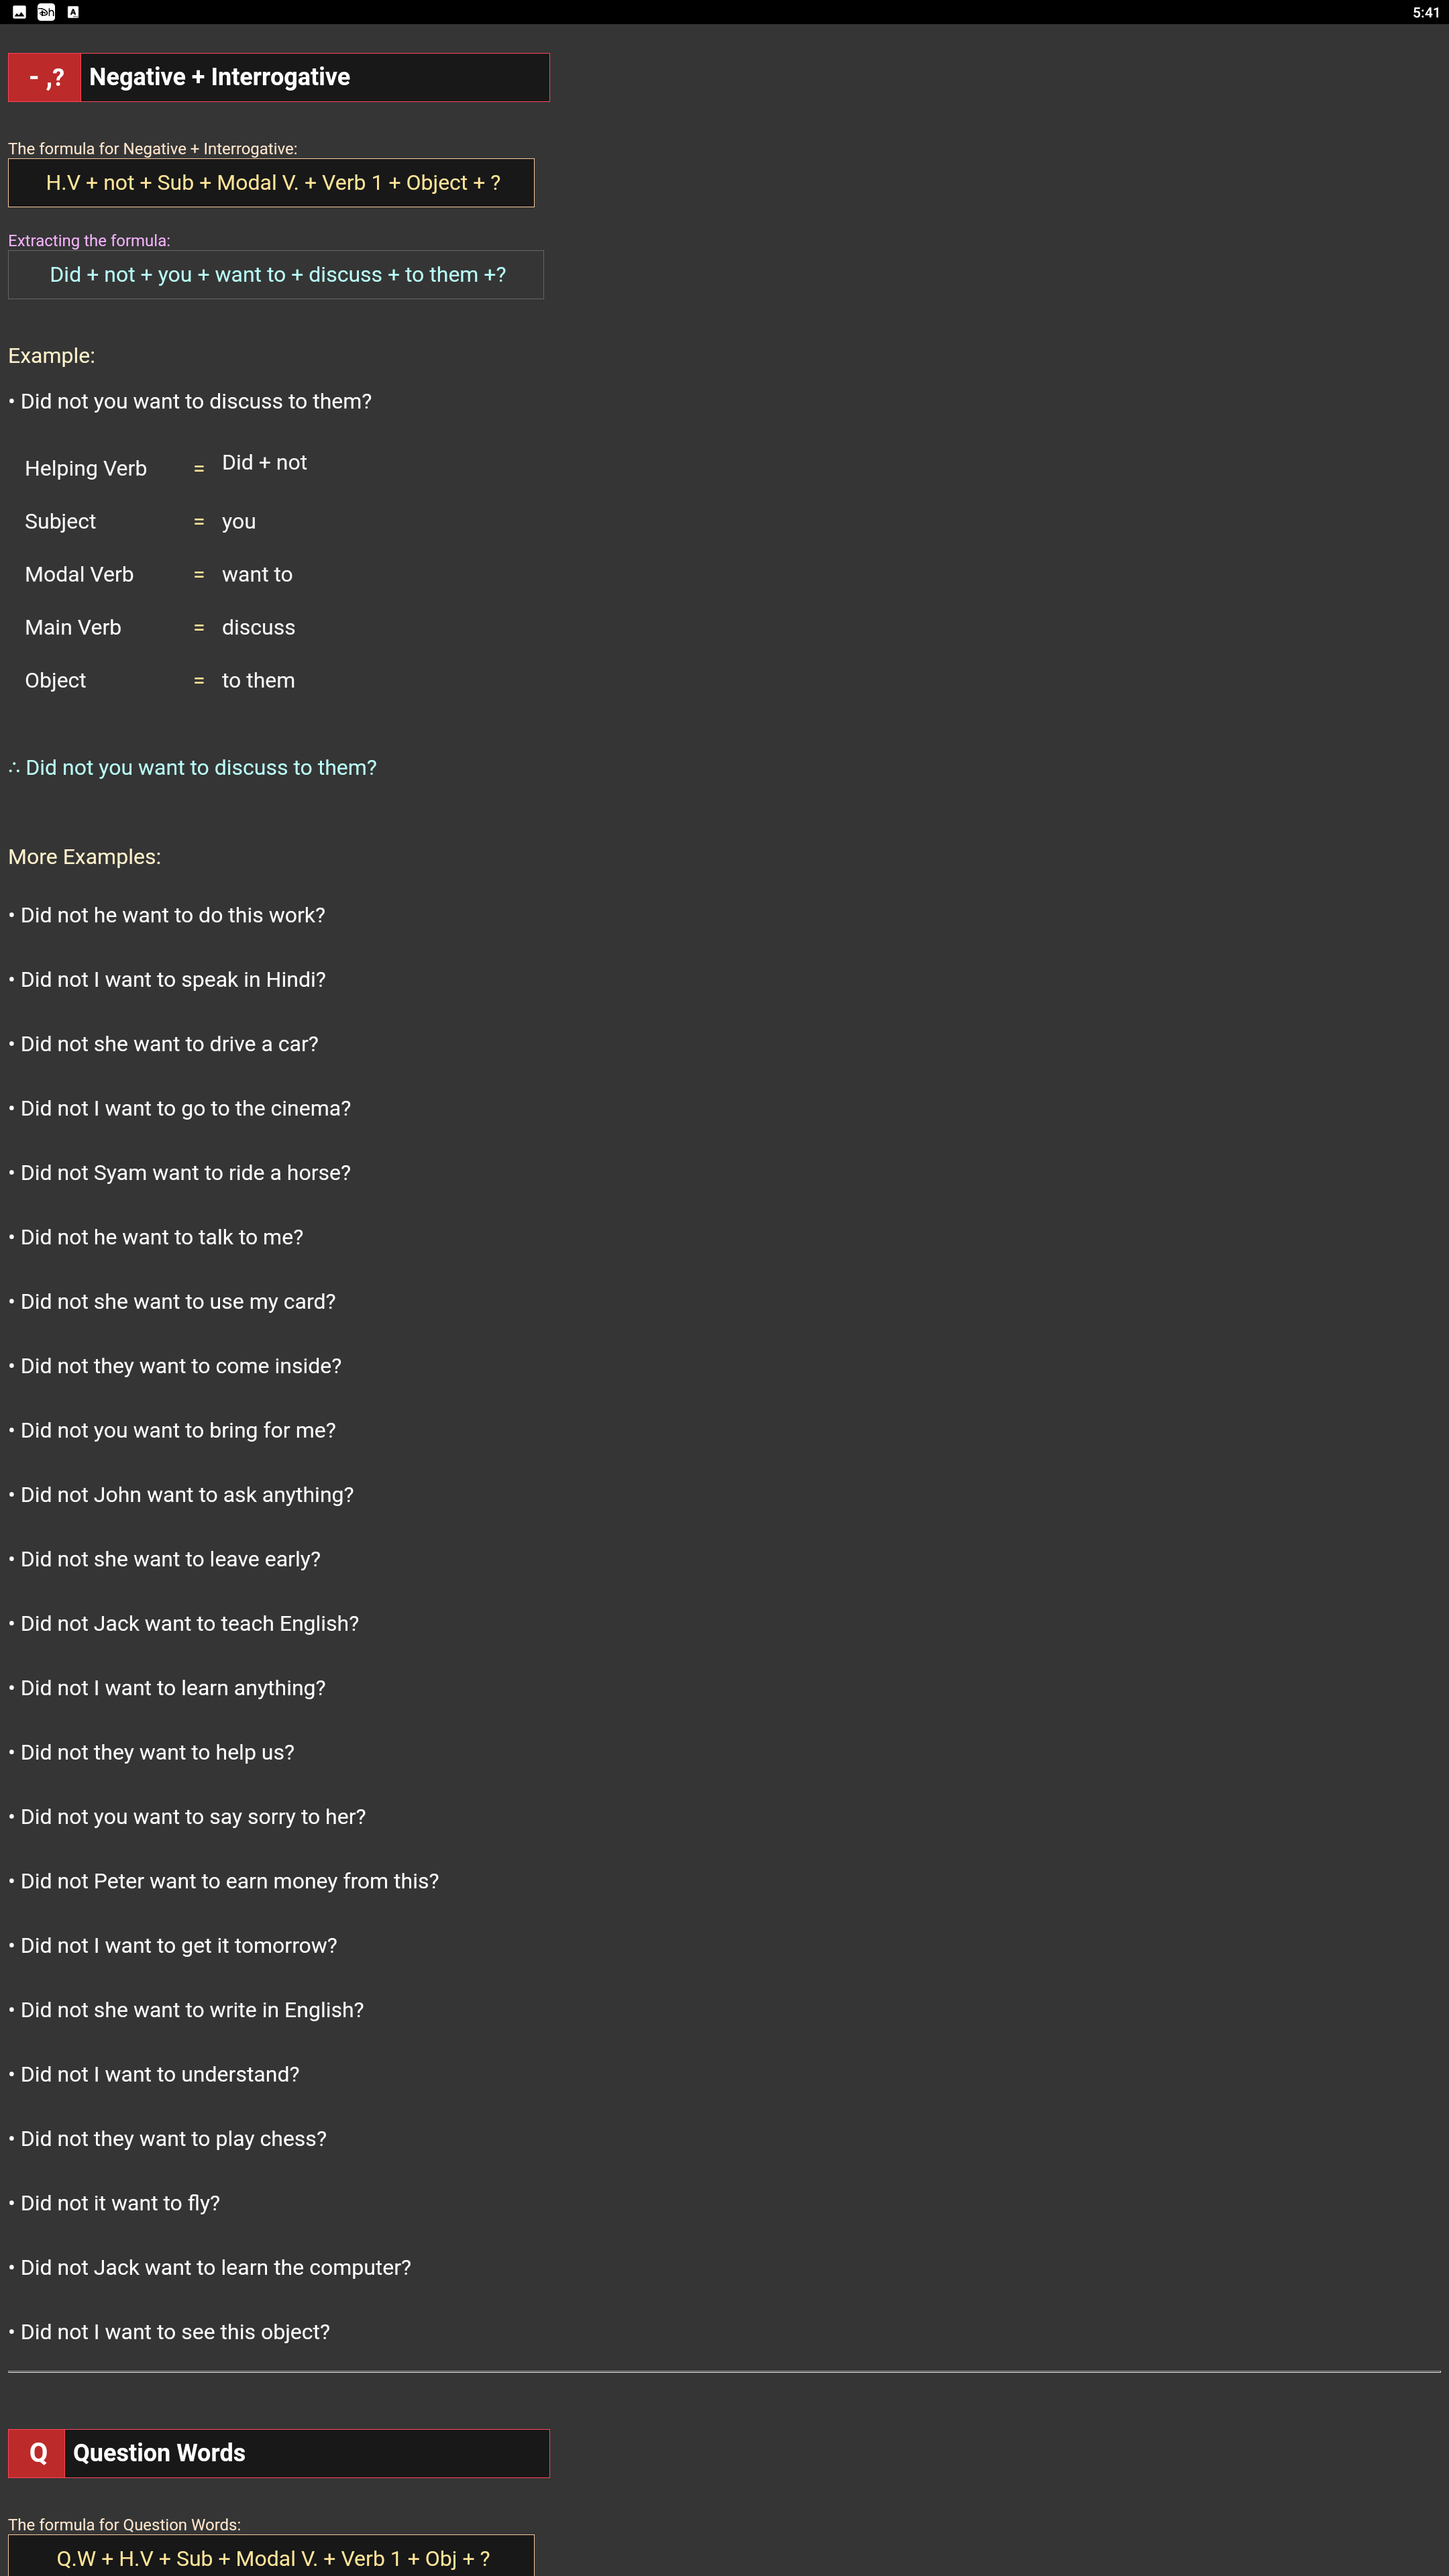 5:41
- ,? Negative + Interrogative
The formula for Negative + Interrogative:
H.V + not + Sub + Modal V. + Verb 1 + Object + ?
Extracting the formula:
Did + not + you + want to + discuss + to them +?
Example:
• Did not you want to discuss to them?
Helping Verb = Did + not
Subject = you
Modal Verb = want to
Main Verb = discuss
Object = to them
∴ Did not you want to discuss to them?
More Examples:
• Did not he want to do this work?
• Did not I want to speak in Hindi?
• Did not she want to drive a car?
• Did not I want to go to the cinema?
• Did not Syam want to ride a horse?
• Did not he want to talk to me?
• Did not she want to use my card?
• Did not they want to come inside?
• Did not you want to bring for me?
• Did not John want to ask anything?
• Did not she want to leave early?
• Did not Jack want to teach English?
• Did not I want to learn anything?
• Did not they want to help us?
• Did not you want to say sorry to her?
• Did not Peter want to earn money from this?
• Did not I want to get it tomorrow?
• Did not she want to write in English?
• Did not I want to understand?
• Did not they want to play chess?
• Did not it want to fly?
• Did not Jack want to learn the computer?
• Did not I want to see this object?
Q Question Words
The formula for Question Words:
Q.W + H.V + Sub + Modal V. + Verb 1 + Obj + ?